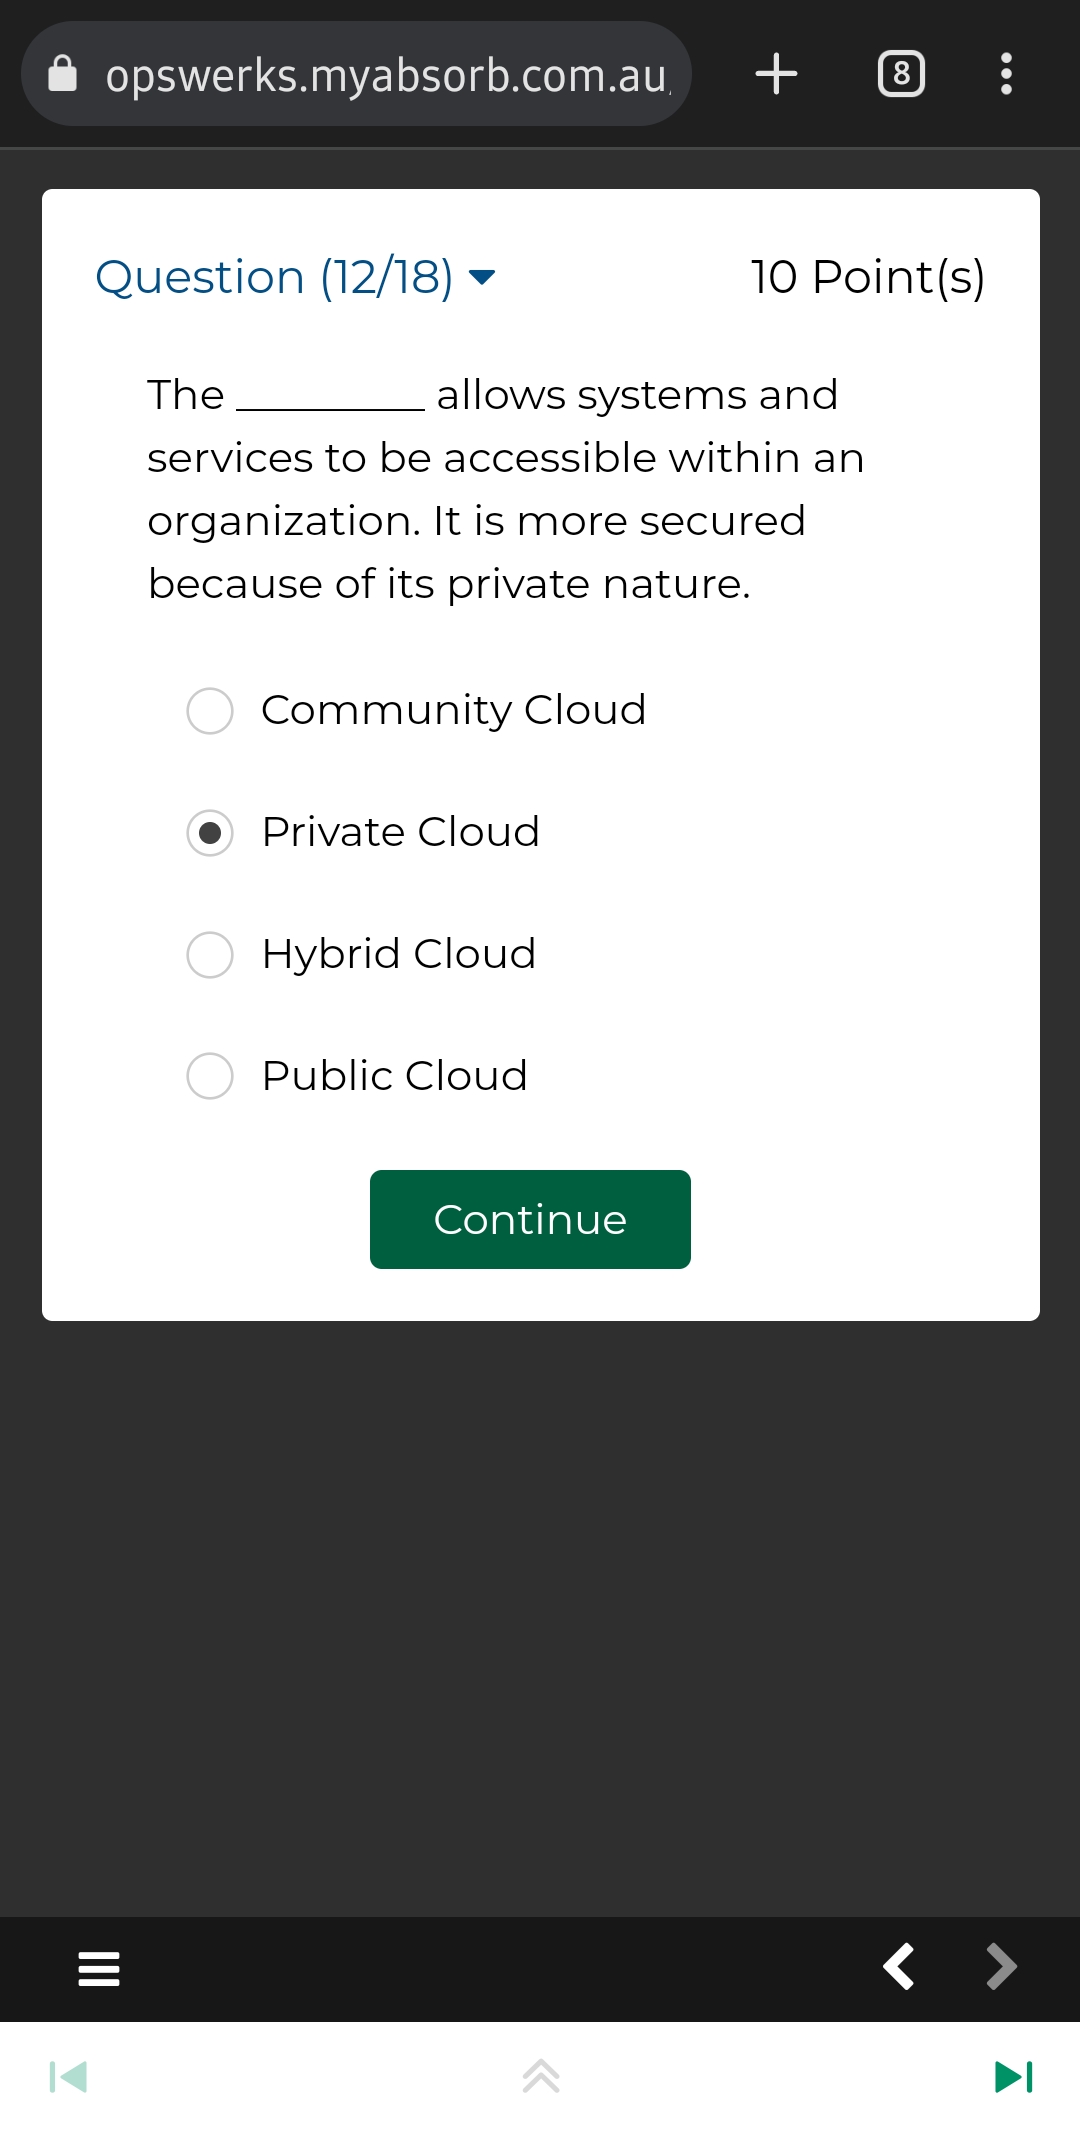 opswerks.myabsorb.com.au
8
Question (12/18)
10 Point(s)
The ________ allows systems and
services to be accessible within an
organization. It is more secured
because of its private nature.
Community Cloud
Private Cloud
Hybrid Cloud
Public Cloud
Continue